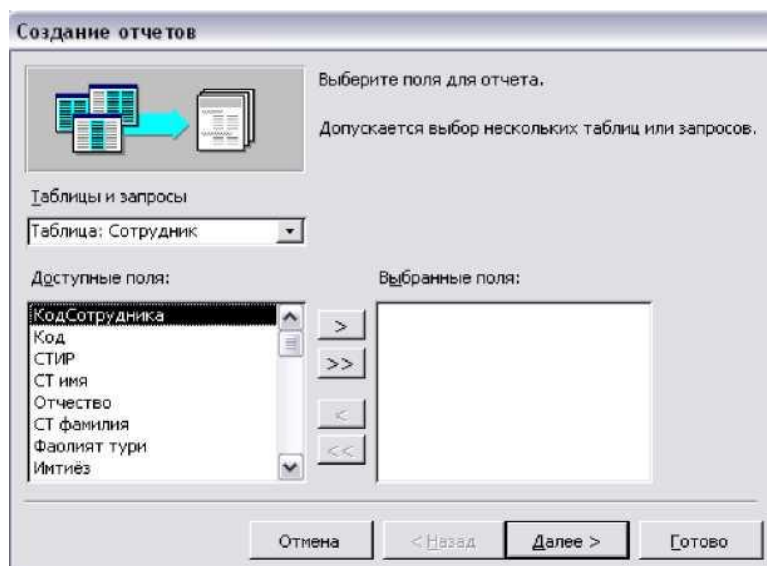 Создание отчетов
Выберите поля для отчета.
Допускается выбор нескольких таблиц или запросов.
Таблицы и запросы
Таблица: Сотрудник
Доступные поля:
Выбранные поля:
КодСотрудника
Код
СТИР
СТ имя
Отчество
СТ фамилия
Фаолият тури
Имтиёз
>
>>
<
<<
Отмена
< Назад
Далее >
Готово